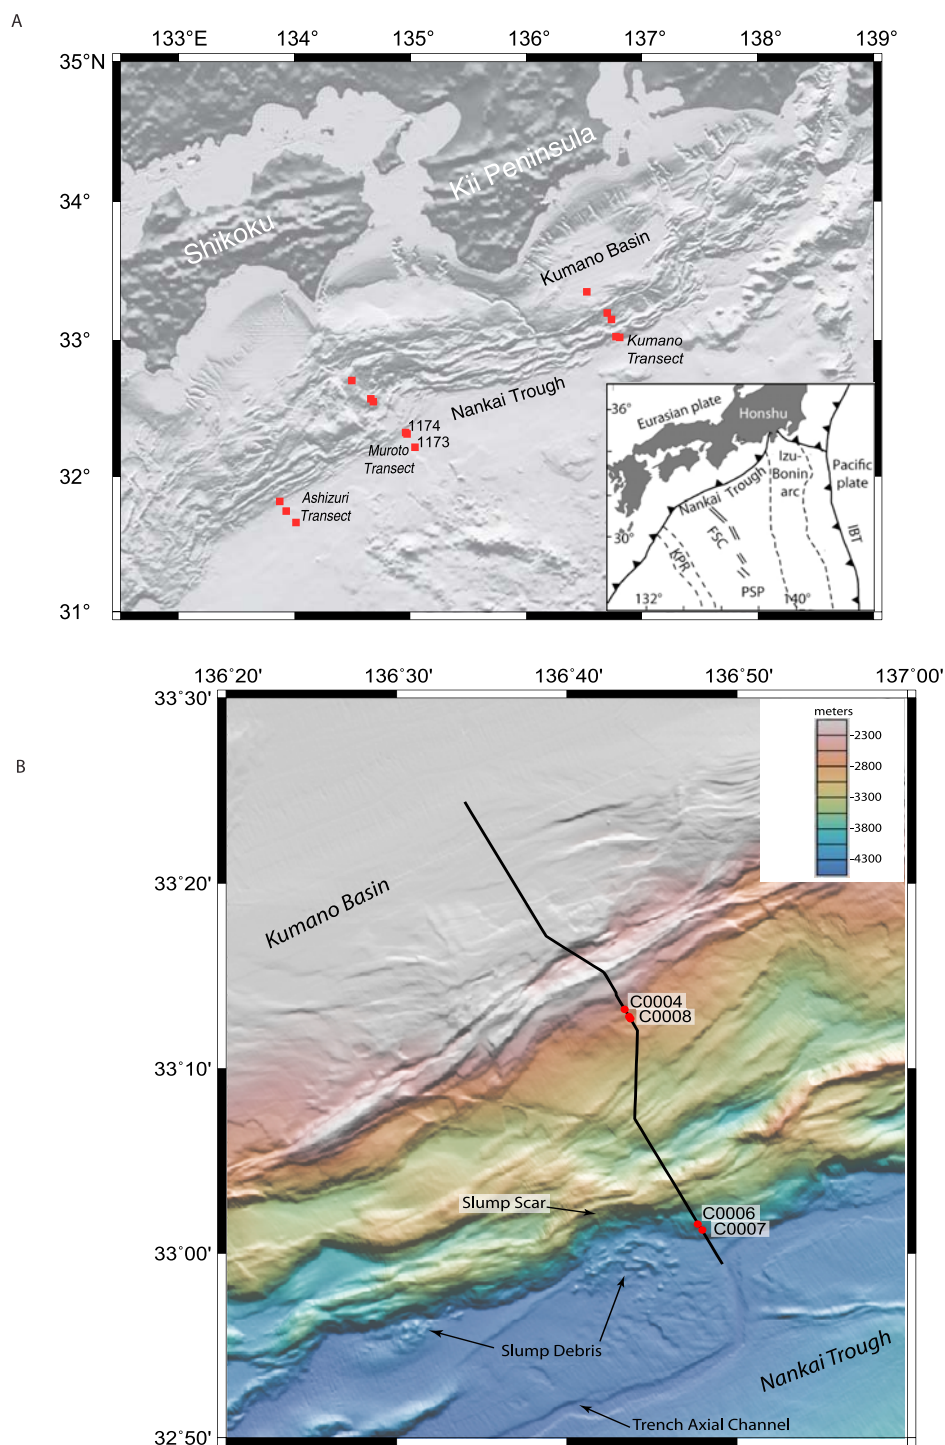 A
133°E 134° 135° 136° 137° 138° 139°
35°N
34°
33°
32°
31°
Shikoku
Kii Peninsula
Kumano Basin
Kumano
Transect
Nankai Trough
1174
1173
Muroto
Transect
Ashizuri
Transect
36°
Eurasian plate
Honshu
Izu-
Bonin
arc
Pacific
plate
Nankai Trough
30°
FSC
KPR
IBT
PSP
132°
140°
B
136°20' 136°30' 136°40' 136°50' 137°00'
33°30'
33°20'
33°10'
33°00'
32°50'
meters
-2300
-2800
-3300
-3800
-4300
Kumano Basin
C0004
C0008
Slump Scar
C0006
C0007
Slump Debris
Nankai Trough
Trench Axial Channel